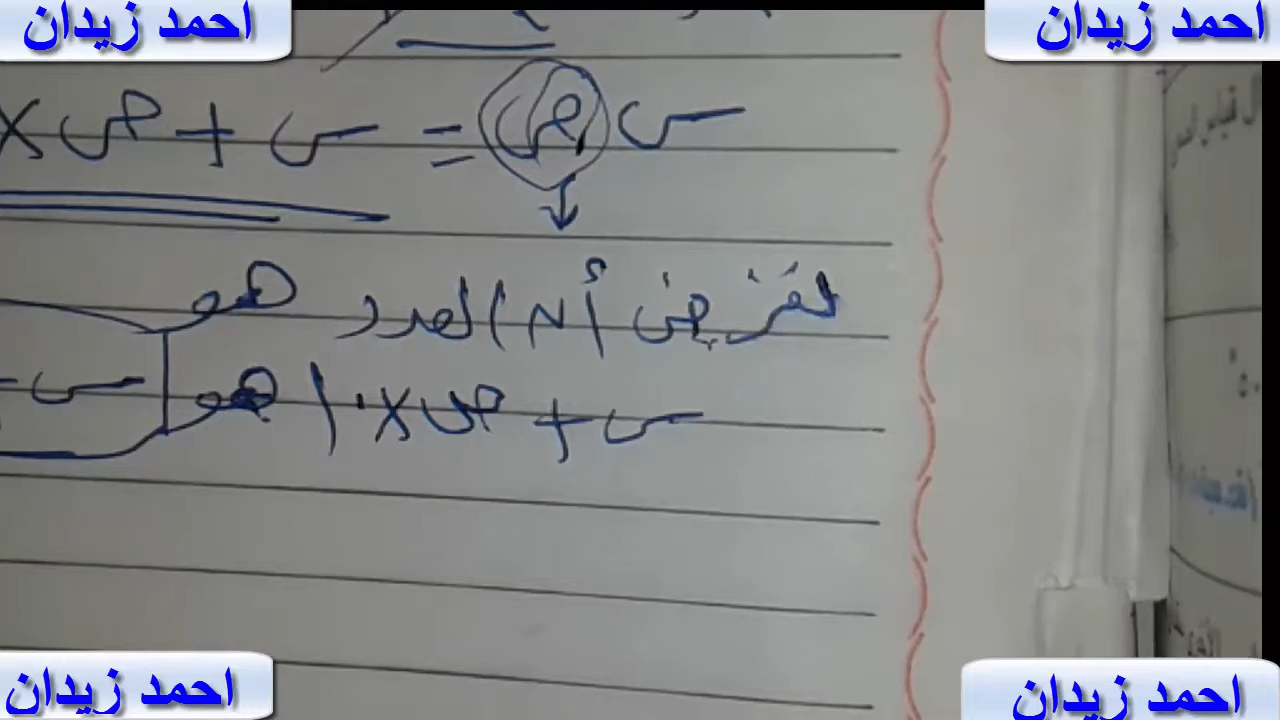 احمد زيدان
احمد زيدان
س ص = س + ص ×
نفرض أن العدد هو
س + ص × ١٠ هو س
احمد زيدان
احمد زيدان